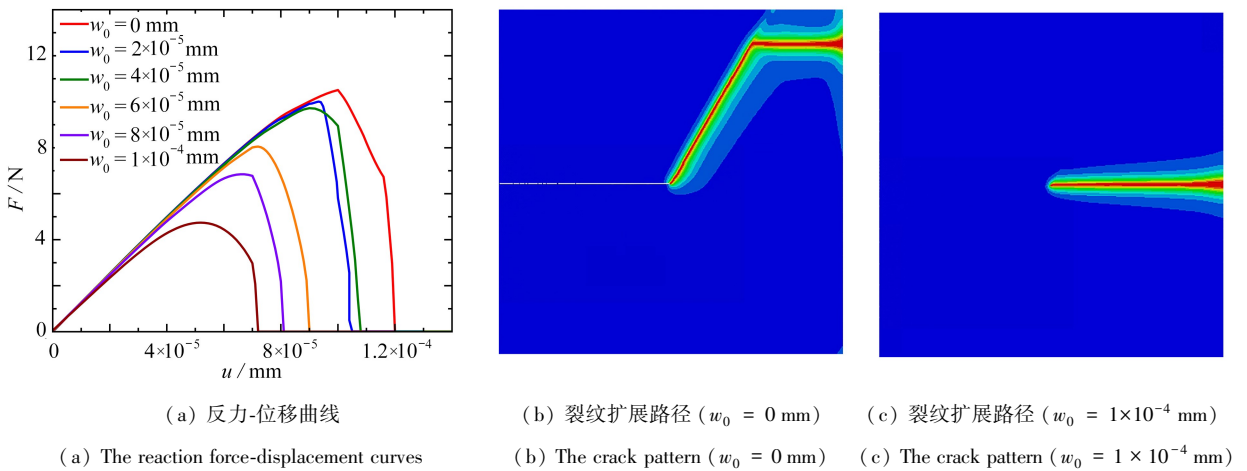 w₀ = 0 mm
w₀ = 2×10⁻⁵ mm
w₀ = 4×10⁻⁵ mm
w₀ = 6×10⁻⁵ mm
w₀ = 8×10⁻⁵ mm
w₀ = 1×10⁻⁴ mm
12
8
4
0
F / N
0
4×10⁻⁵
8×10⁻⁵
1.2×10⁻⁴
u / mm
(a) 反力-位移曲线
(b) 裂纹扩展路径 (w₀ = 0 mm)
(c) 裂纹扩展路径 (w₀ = 1×10⁻⁴ mm)
(a) The reaction force-displacement curves
(b) The crack pattern (w₀ = 0 mm)
(c) The crack pattern (w₀ = 1 × 10⁻⁴ mm)